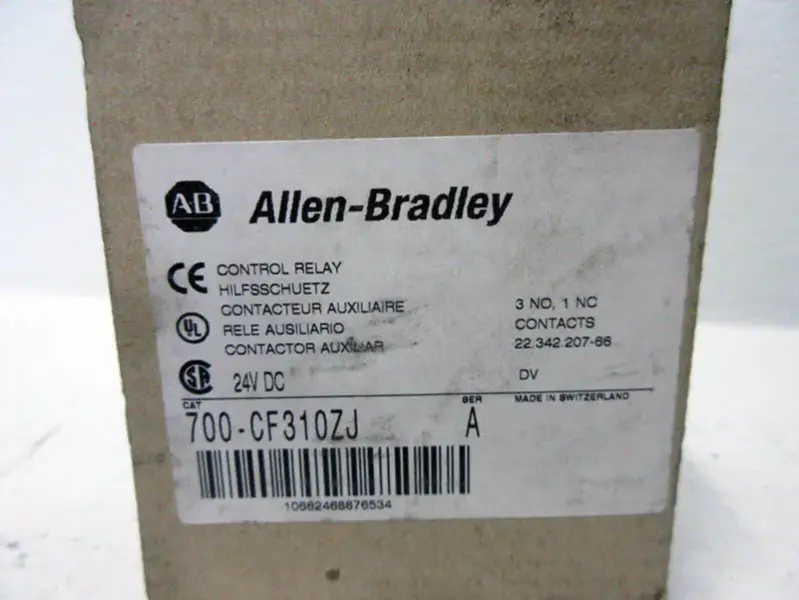 AB Allen-Bradley
CE CONTROL RELAY
HILFSSCHUETZ
CONTACTEUR AUXILIAIRE
UL RELE AUSILIARIO
CONTACTOR AUXILIAR
3 NO, 1 NC
CONTACTS
22.342.207-66
SA 24V DC
DV
CAT
SER
MADE IN SWITZERLAND
700-CF310ZJ
A
10662468876534